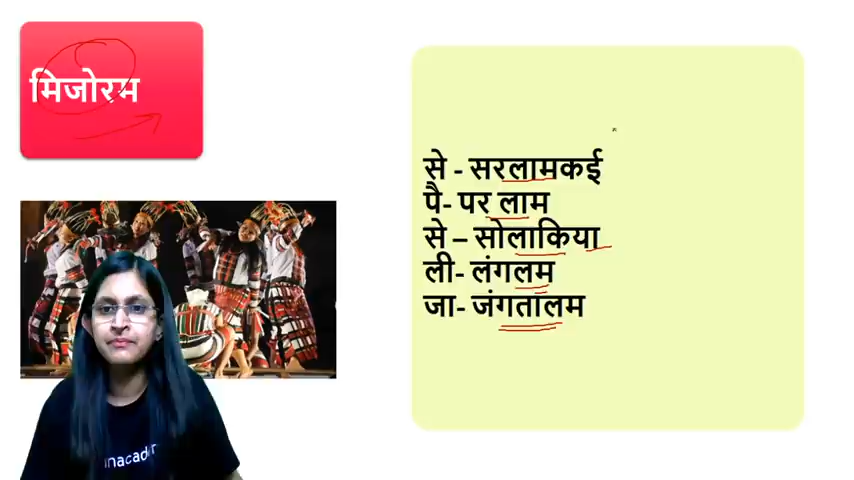 मिजोरम
से - सरलामकई
पै- पर लाम
से – सोलाकिया
ली- लंगलम
जा- जंगतालम